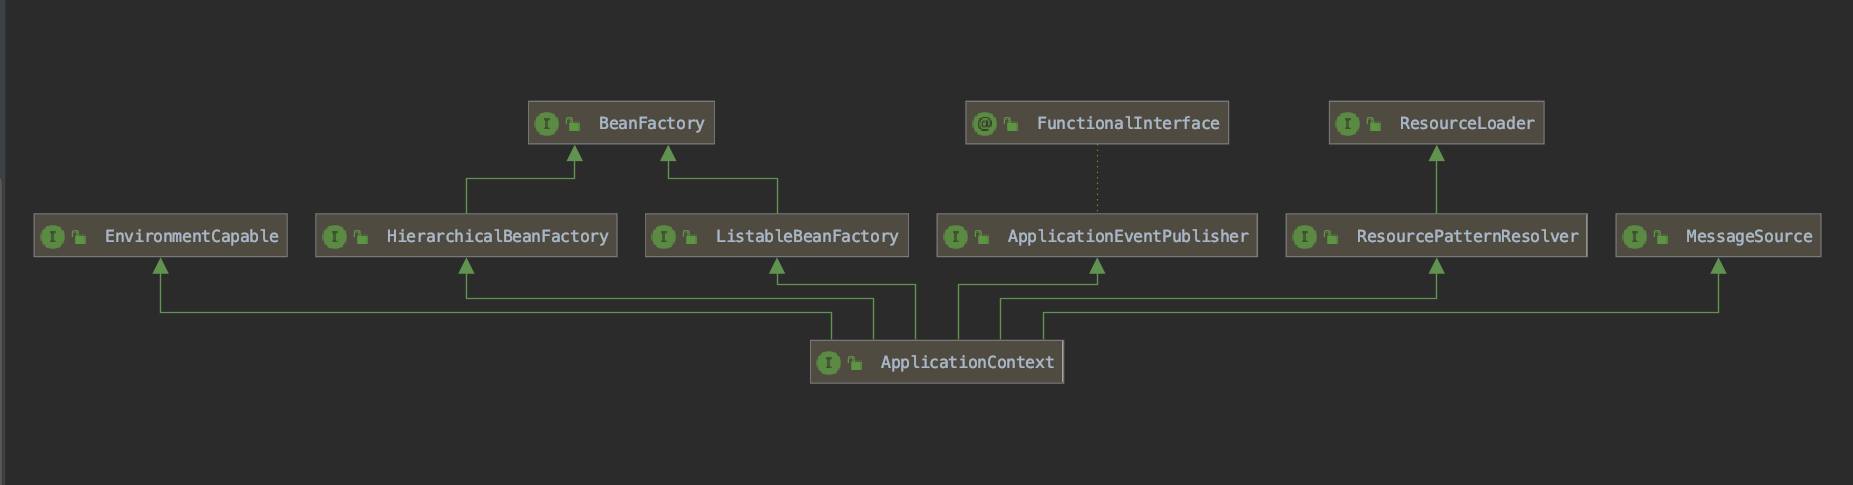 BeanFactory
FunctionalInterface
ResourceLoader
EnvironmentCapable
HierarchicalBeanFactory
ListableBeanFactory
ApplicationEventPublisher
ResourcePatternResolver
MessageSource
ApplicationContext